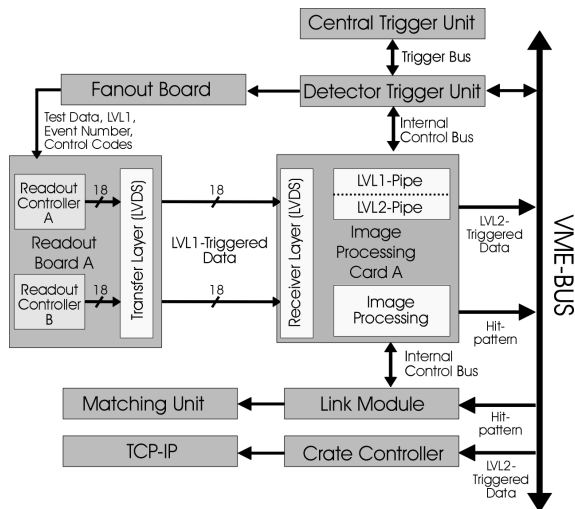 Central Trigger Unit
Trigger Bus
Fanout Board
Detector Trigger Unit
Test Data, LVL1,
Event Number,
Control Codes
Internal
Control Bus
Readout
Controller
A
18
Readout
Board A
Readout
Controller
B
18
Transfer Layer (LVDS)
18
LVL1-Triggered
Data
18
Receiver Layer (LVDS)
LVL1-Pipe
LVL2-Pipe
Image
Processing
Card A
Image
Processing
LVL2-
Triggered
Data
Hit-
pattern
VME-BUS
Internal
Control Bus
Matching Unit
Link Module
Hit-
pattern
TCP-IP
Crate Controller
LVL2-
Triggered
Data